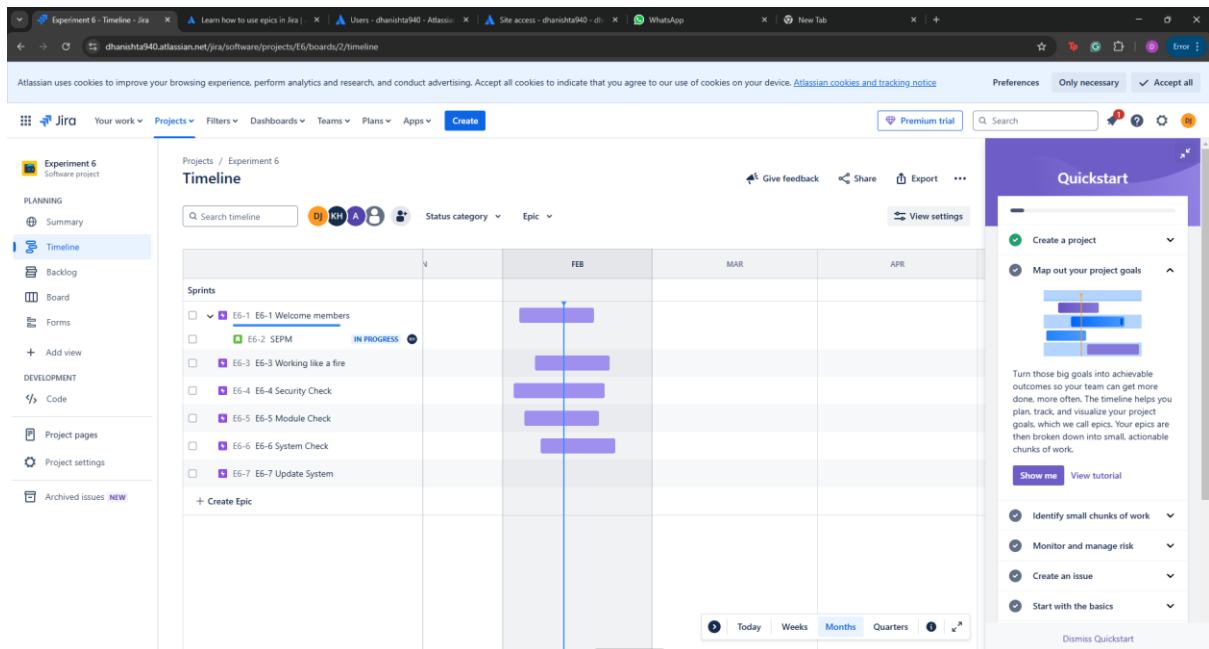 Experiment 6 - Timeline - Jira
Learn how to use epics in Jira |
Users - dhanishta940 - Atlassia
Site access - dhanishta940 - dh
WhatsApp
New Tab
dhanishta940.atlassian.net/jira/software/projects/E6/boards/2/timeline
D
Error
Atlassian uses cookies to improve your browsing experience, perform analytics and research, and conduct advertising. Accept all cookies to indicate that you agree to our use of cookies on your device. Atlassian cookies and tracking notice
Preferences
Only necessary
Accept all
Jira
Your work
Projects
Filters
Dashboards
Teams
Plans
Apps
Create
Premium trial
Search
1
DJ
Experiment 6
Software project
PLANNING
Summary
Timeline
Backlog
Board
Forms
Add view
DEVELOPMENT
Code
Project pages
Project settings
Archived issues NEW
Projects / Experiment 6
Timeline
Give feedback
Share
Export
Search timeline
DJ KH A
Status category
Epic
View settings
FEB
MAR
APR
Sprints
E6-1 E6-1 Welcome members
E6-2 SEPM IN PROGRESS
E6-3 E6-3 Working like a fire
E6-4 E6-4 Security Check
E6-5 E6-5 Module Check
E6-6 E6-6 System Check
E6-7 E6-7 Update System
+ Create Epic
Today
Weeks
Months
Quarters
Quickstart
Create a project
Map out your project goals
Turn those big goals into achievable
outcomes so your team can get more
done, more often. The timeline helps you
plan, track, and visualize your project
goals, which we call epics. Your epics are
then broken down into small, actionable
chunks of work.
Show me
View tutorial
Identify small chunks of work
Monitor and manage risk
Create an issue
Start with the basics
Dismiss Quickstart